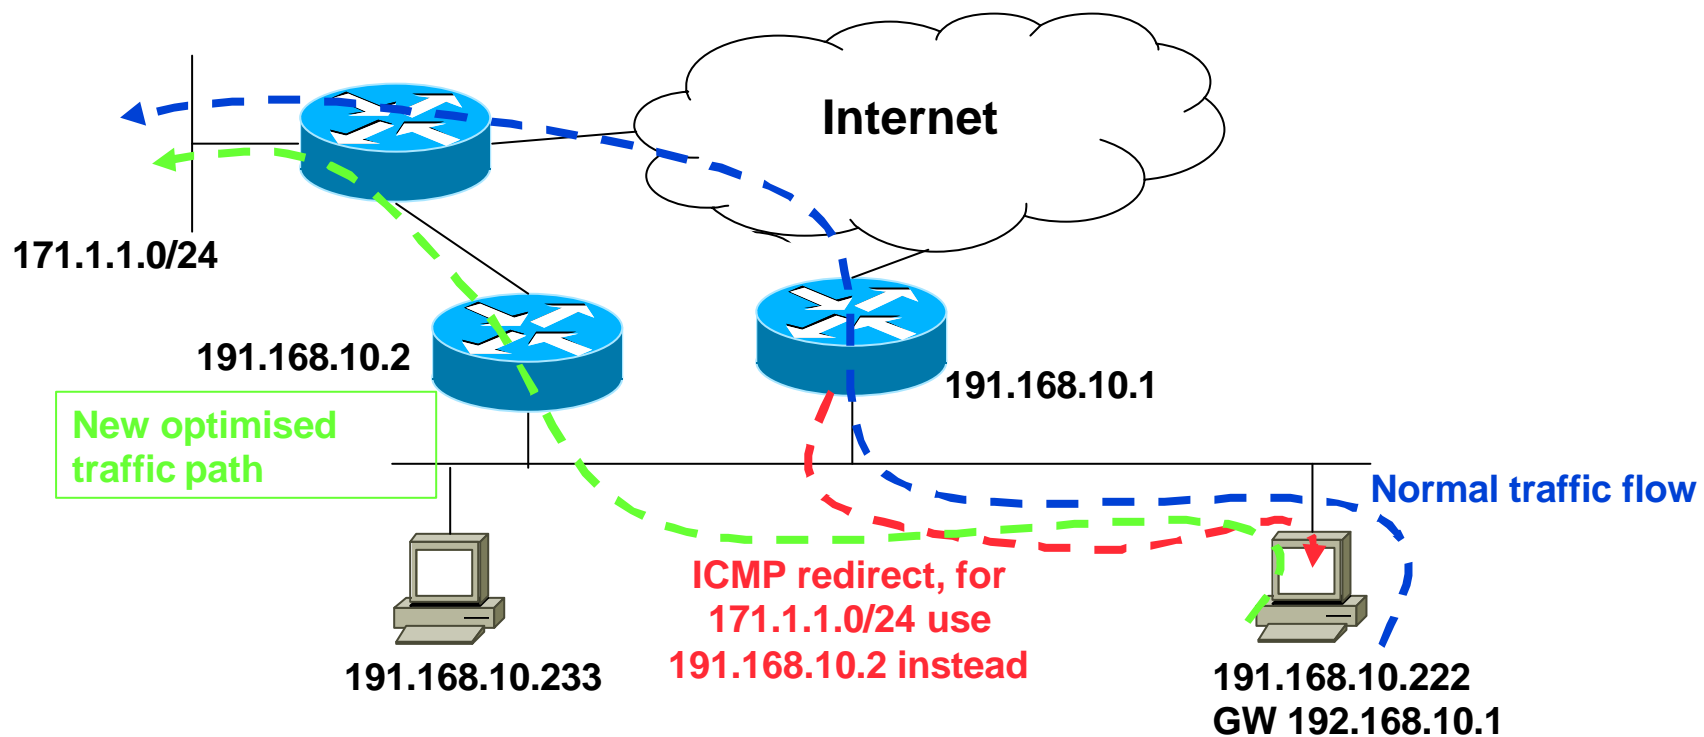 Internet
171.1.1.0/24
191.168.10.2
191.168.10.1
New optimised
traffic path
Normal traffic flow
ICMP redirect, for
171.1.1.0/24 use
191.168.10.2 instead
191.168.10.233
191.168.10.222
GW 192.168.10.1